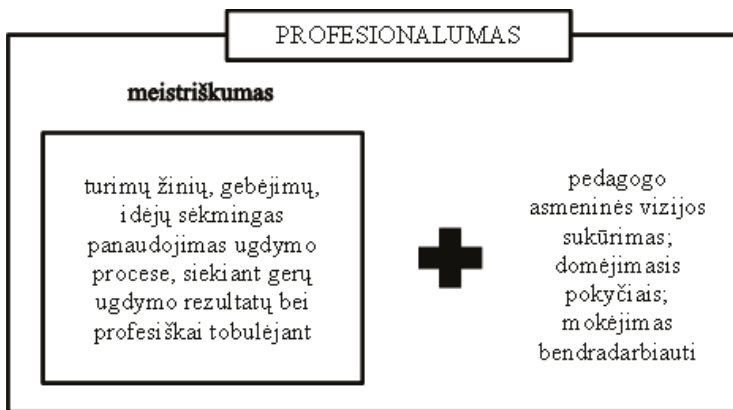 PROFESIONALUMAS
meistriškumas
turimų žinių, gebėjimų,
idėjų sėkmingas
panaudojimas ugdymo
procese, siekiant gerų
ugdymo rezultatų bei
profesiškai tobulėjant
pedagogo
asmeninės vizijos
sukūrimas;
domėjimasis
pokyčiais;
mokėjimas
bendradarbiauti